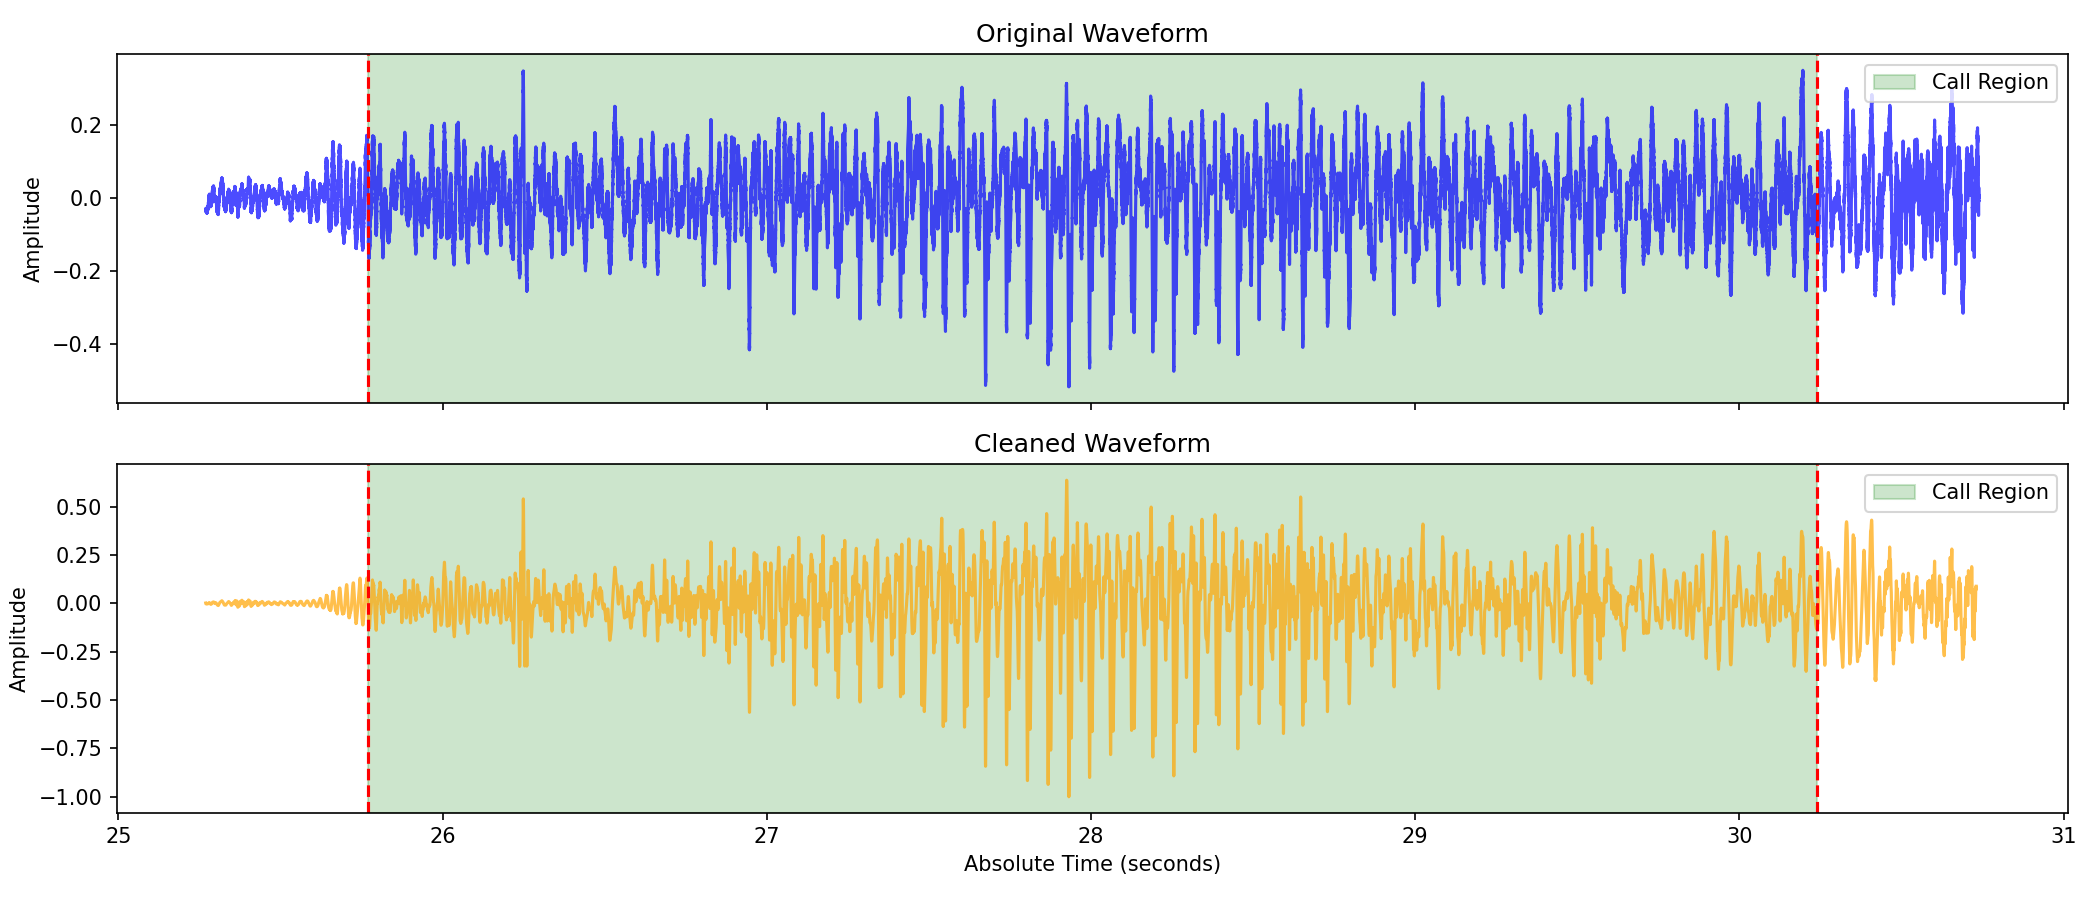 Original Waveform
Call Region
Amplitude
0.2
0.0
−0.2
−0.4
Cleaned Waveform
Call Region
Amplitude
0.50
0.25
0.00
−0.25
−0.50
−0.75
−1.00
25 26 27 28 29 30 31
Absolute Time (seconds)